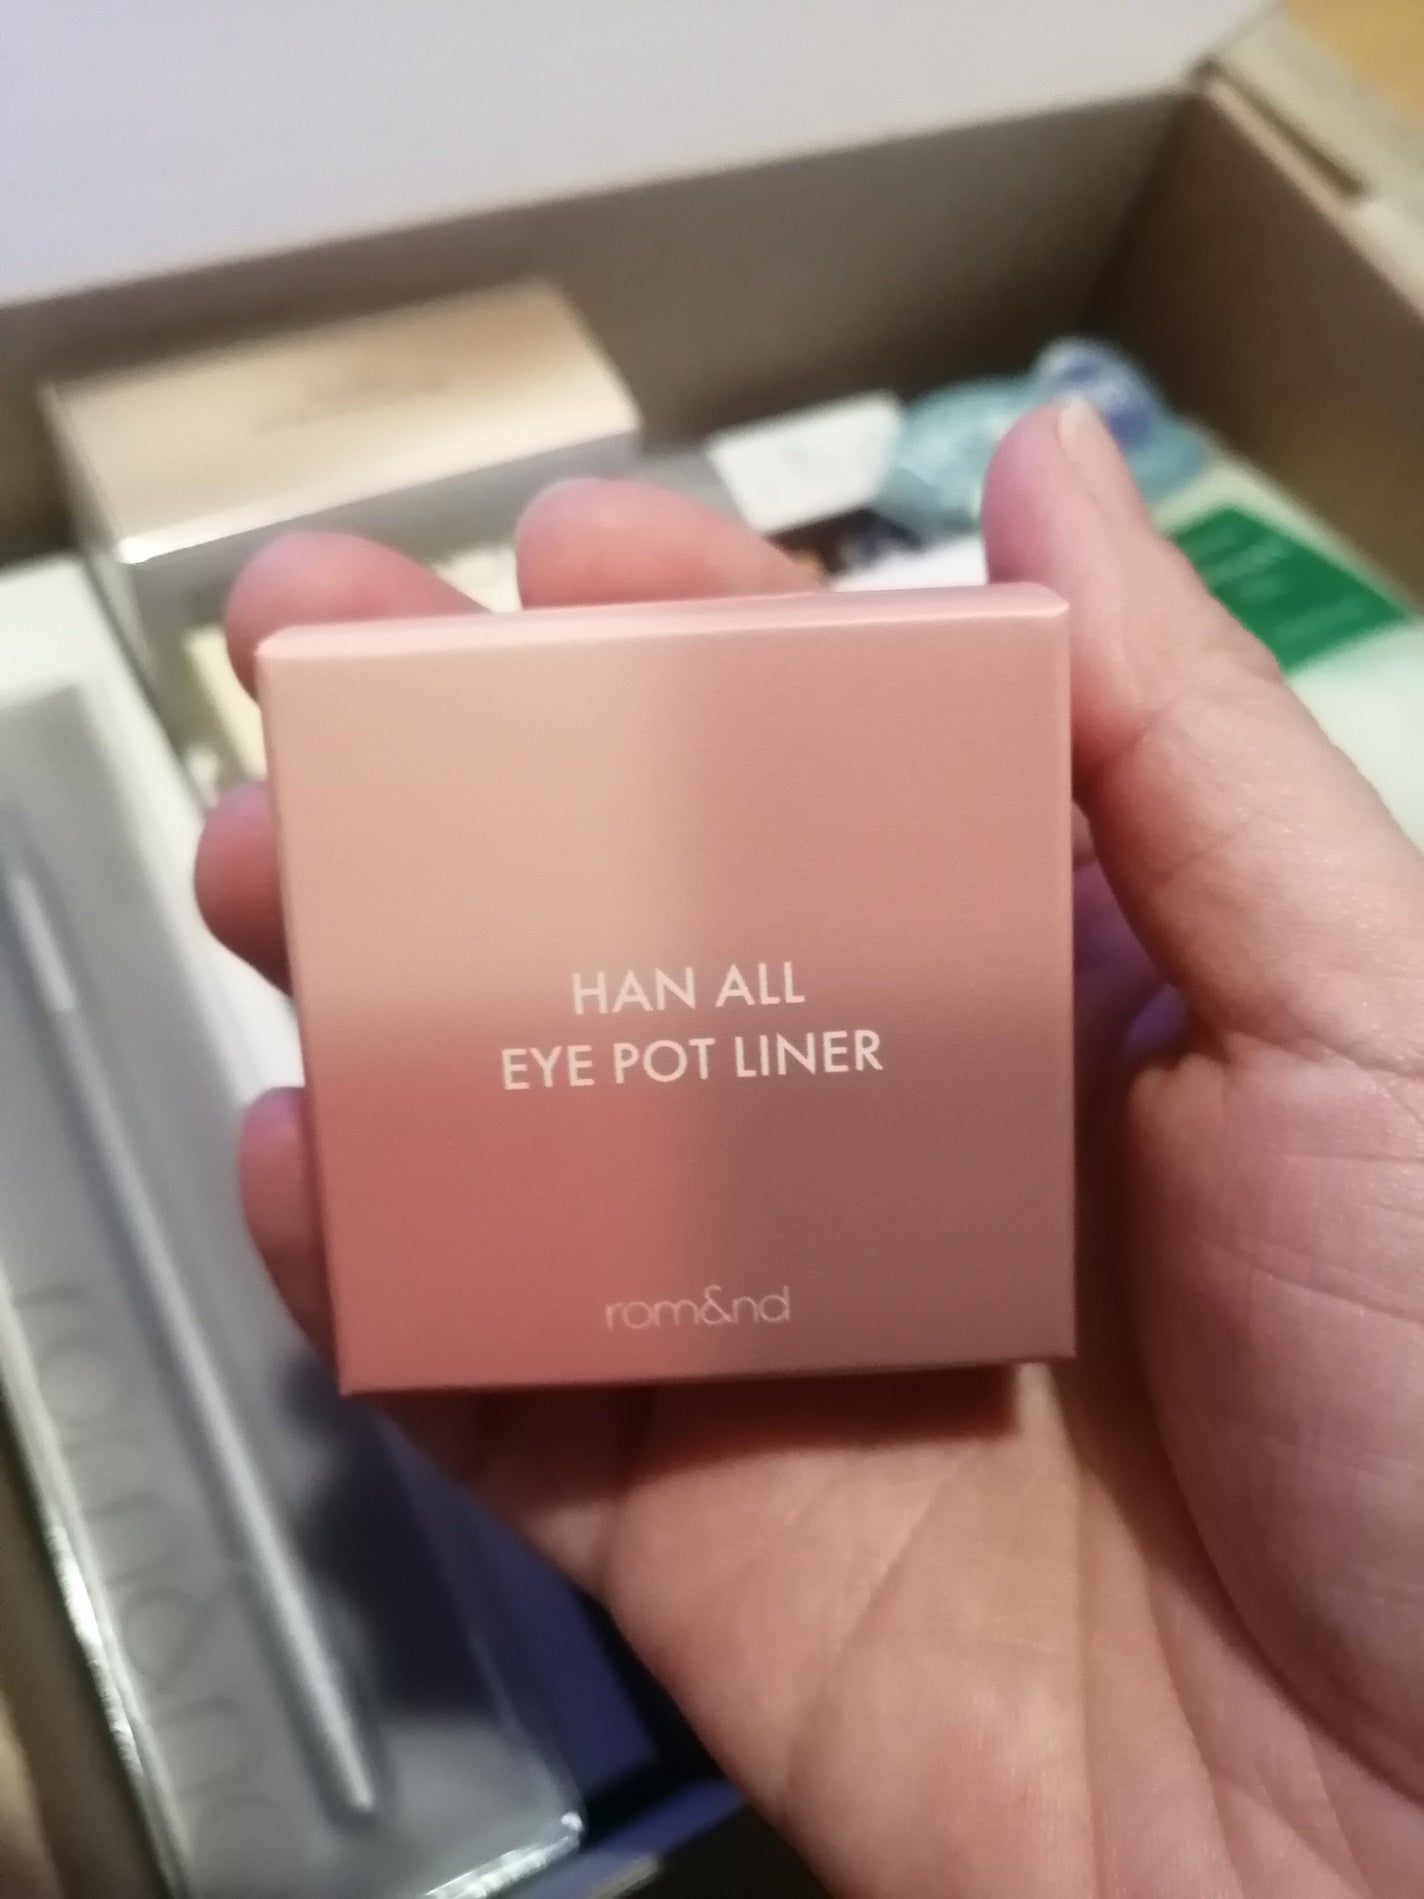 HAN ALL
EYE POT LINER
rom&nd